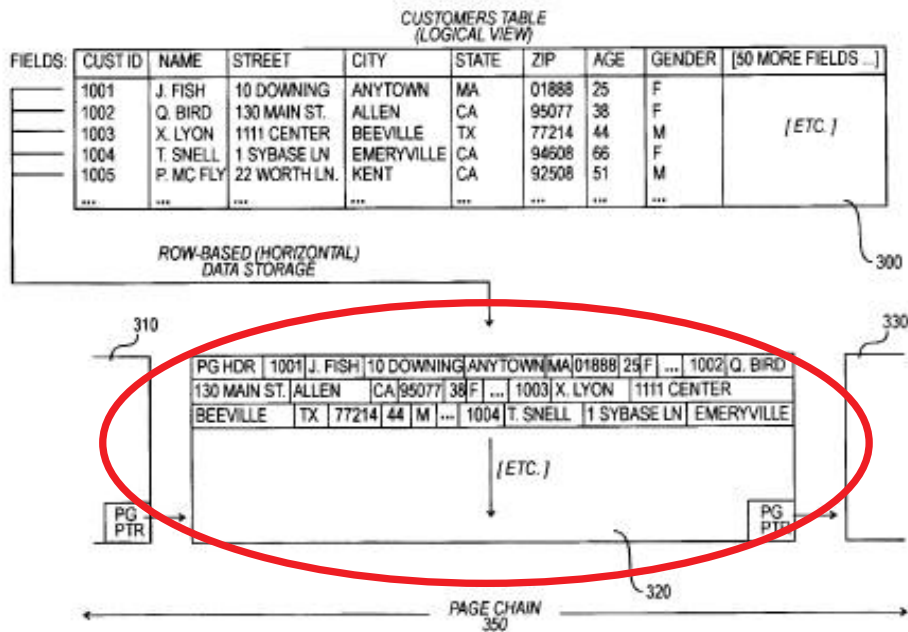 CUSTOMERS TABLE
(LOGICAL VIEW)
FIELDS: CUST ID NAME STREET CITY STATE ZIP AGE GENDER [50 MORE FIELDS ...]
1001 J. FISH 10 DOWNING ANYTOWN MA 01888 25 F
1002 Q. BIRD 130 MAIN ST. ALLEN CA 95077 38 F
1003 X. LYON 1111 CENTER BEEVILLE TX 77214 44 M [ETC.]
1004 T. SNELL 1 SYBASE LN EMERYVILLE CA 94608 66 F
1005 P. MC FLY 22 WORTH LN. KENT CA 92508 51 M
... ... ... ... ... ... ... ...
300
ROW-BASED (HORIZONTAL)
DATA STORAGE
310
330
PG HDR 1001 J. FISH 10 DOWNING ANYTOWN MA 01888 25 F ... 1002 Q. BIRD
130 MAIN ST. ALLEN CA 95077 38 F ... 1003 X. LYON 1111 CENTER
BEEVILLE TX 77214 44 M ... 1004 T. SNELL 1 SYBASE LN EMERYVILLE
[ETC.]
PG
PTR
PG
PTR
320
PAGE CHAIN
350